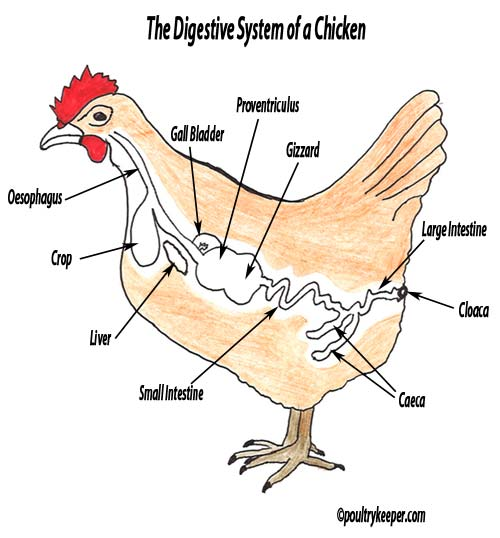 The Digestive System of a Chicken
Proventriculus
Gall Bladder
Gizzard
Oesophagus
Large Intestine
Crop
Cloaca
Liver
Small Intestine
Caeca
©poultrykeeper.com